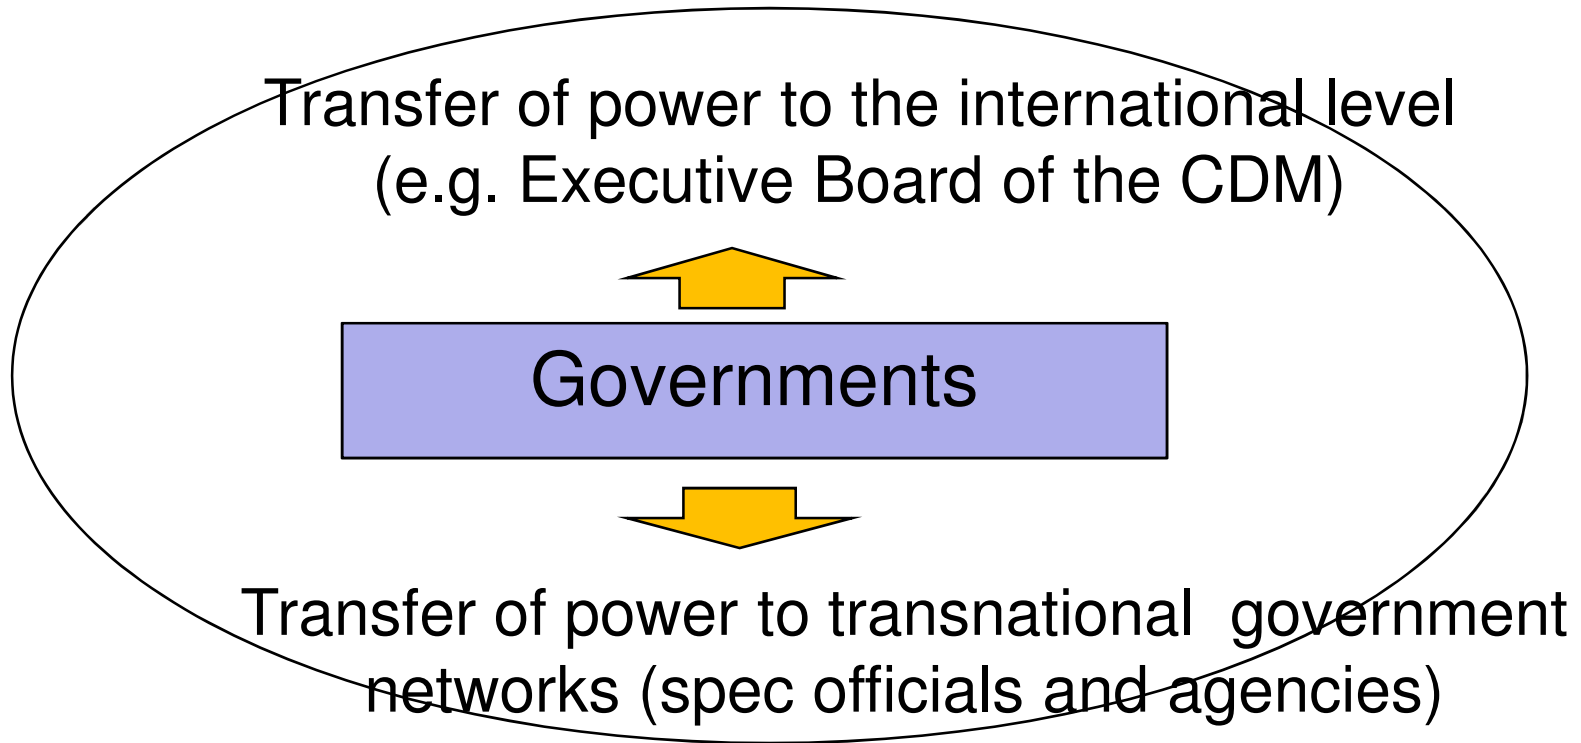 Transfer of power to the international level
(e.g. Executive Board of the CDM)
Governments
Transfer of power to transnational government
networks (spec officials and agencies)